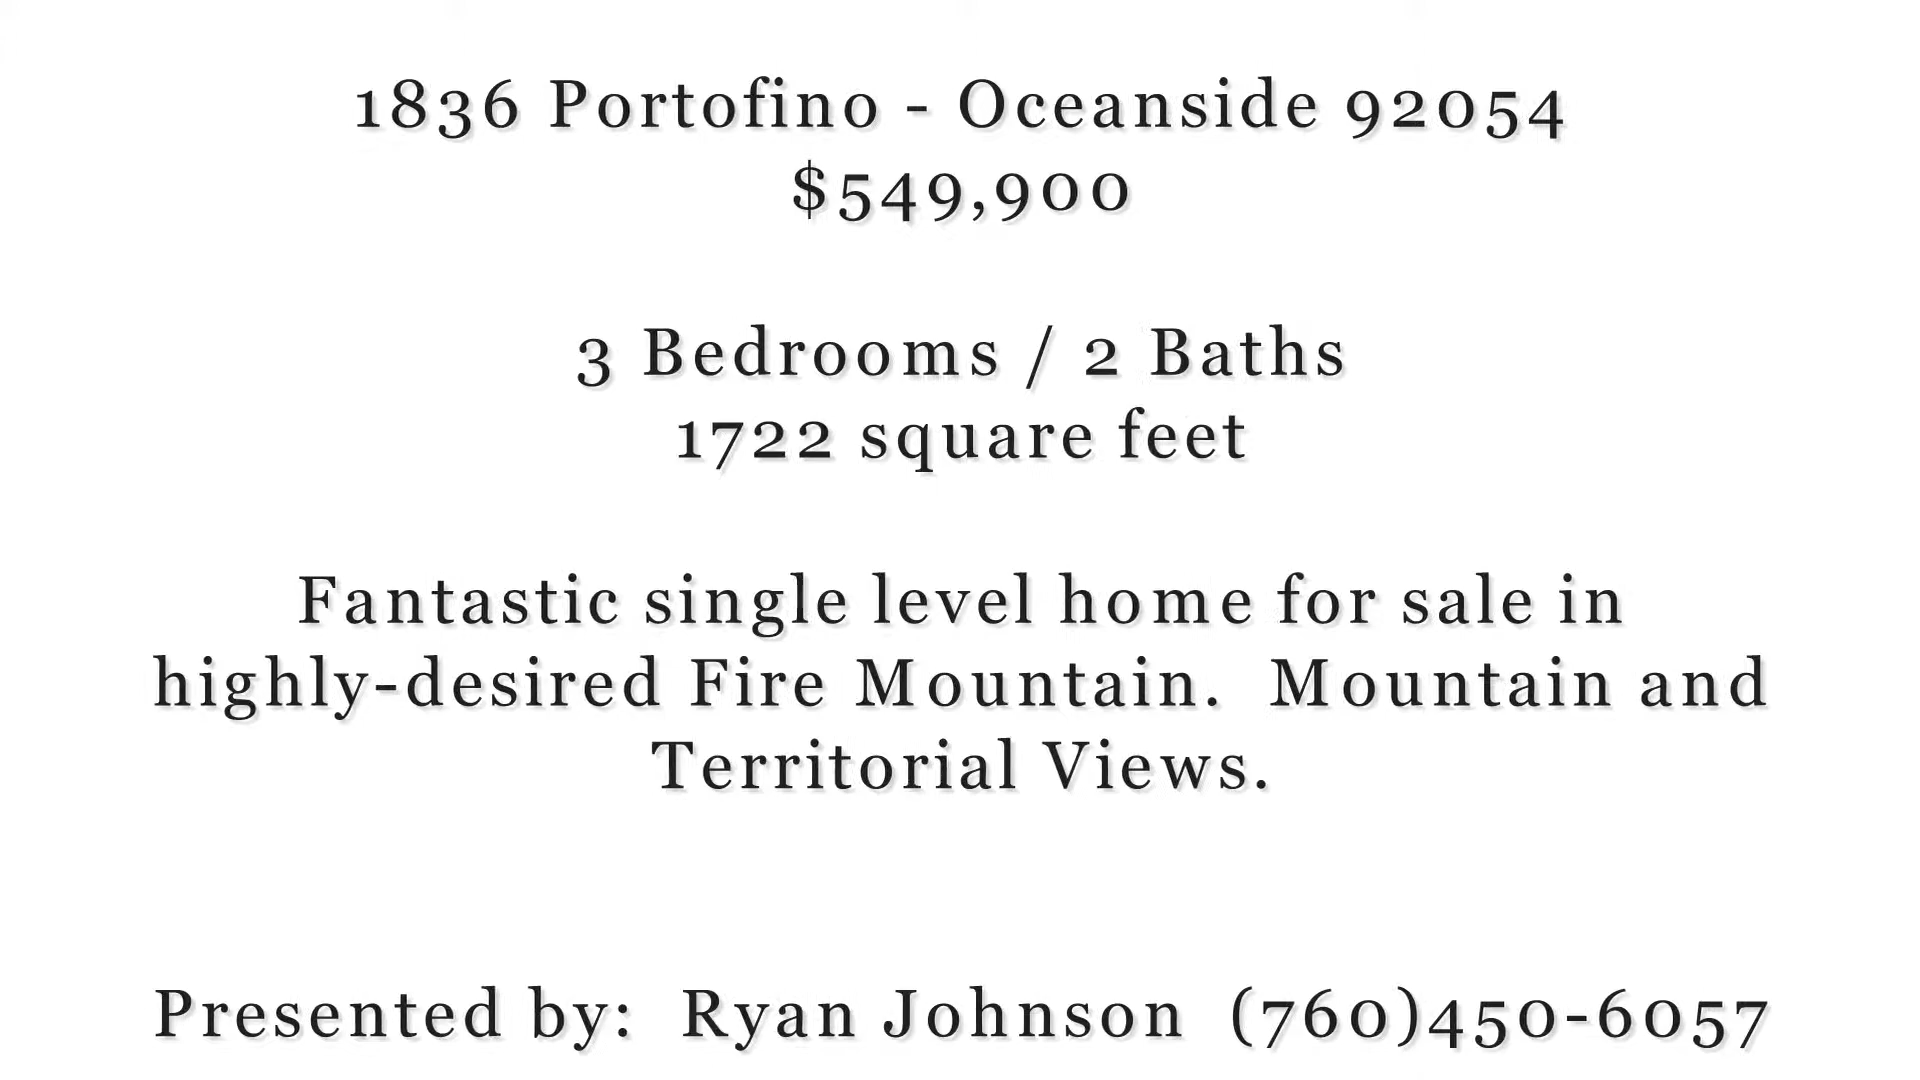 1836 Portofino - Oceanside 92054
$549,900
3 Bedrooms / 2 Baths
1722 square feet
Fantastic single level home for sale in
highly-desired Fire Mountain.  Mountain and
Territorial Views.
Presented by:  Ryan Johnson  (760)450-6057